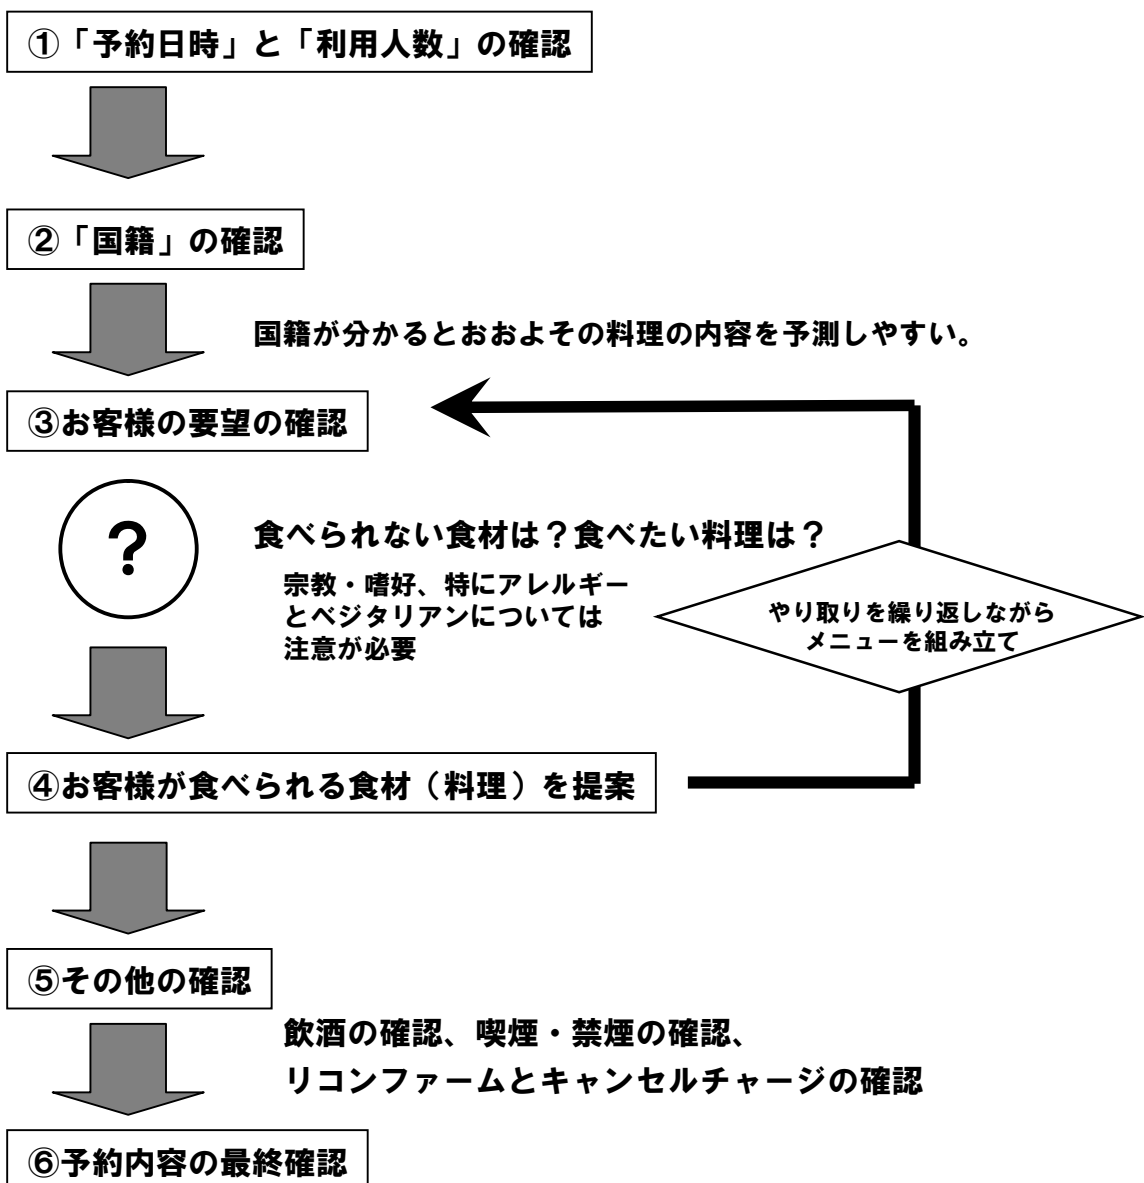 ①「予約日時」と「利用人数」の確認
②「国籍」の確認
国籍が分かるとおおよその料理の内容を予測しやすい。
③お客様の要望の確認
？
食べられない食材は？食べたい料理は？
宗教・嗜好、特にアレルギー
とベジタリアンについては
注意が必要
やり取りを繰り返しながら
メニューを組み立て
④お客様が食べられる食材（料理）を提案
⑤その他の確認
飲酒の確認、喫煙・禁煙の確認、
リコンファームとキャンセルチャージの確認
⑥予約内容の最終確認